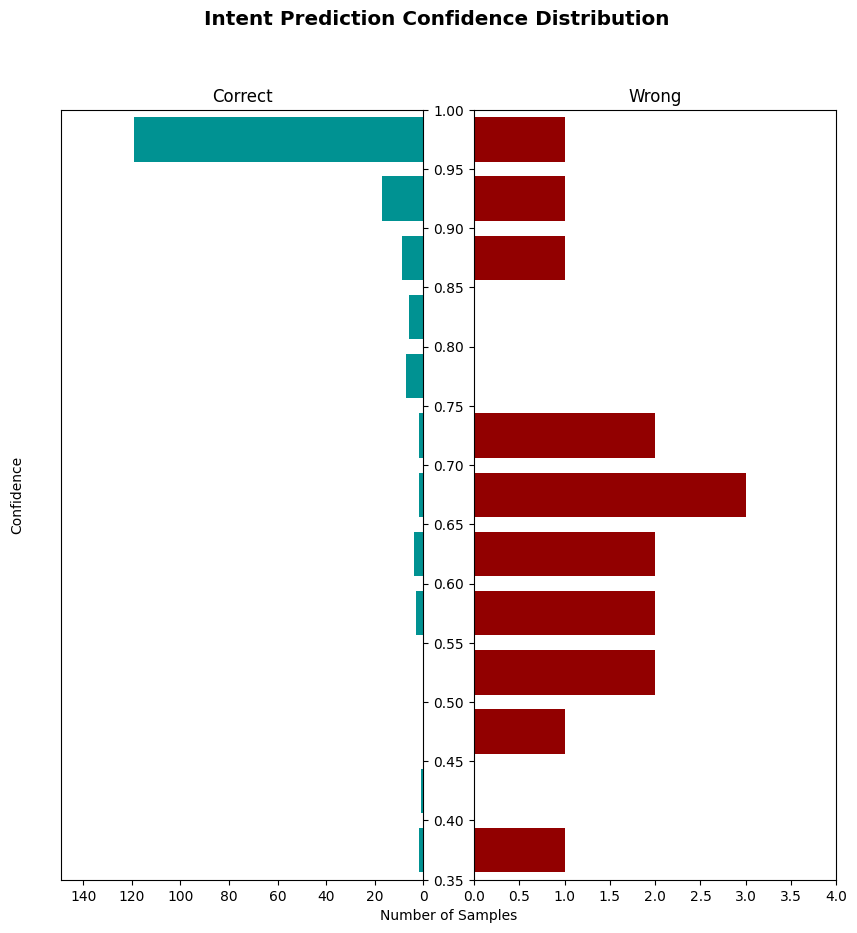 Intent Prediction Confidence Distribution
Correct
Wrong
1.00
0.95
0.90
0.85
0.80
0.75
0.70
0.65
0.60
0.55
0.50
0.45
0.40
0.35
Confidence
140 120 100 80 60 40 20 0
0.0 0.5 1.0 1.5 2.0 2.5 3.0 3.5 4.0
Number of Samples